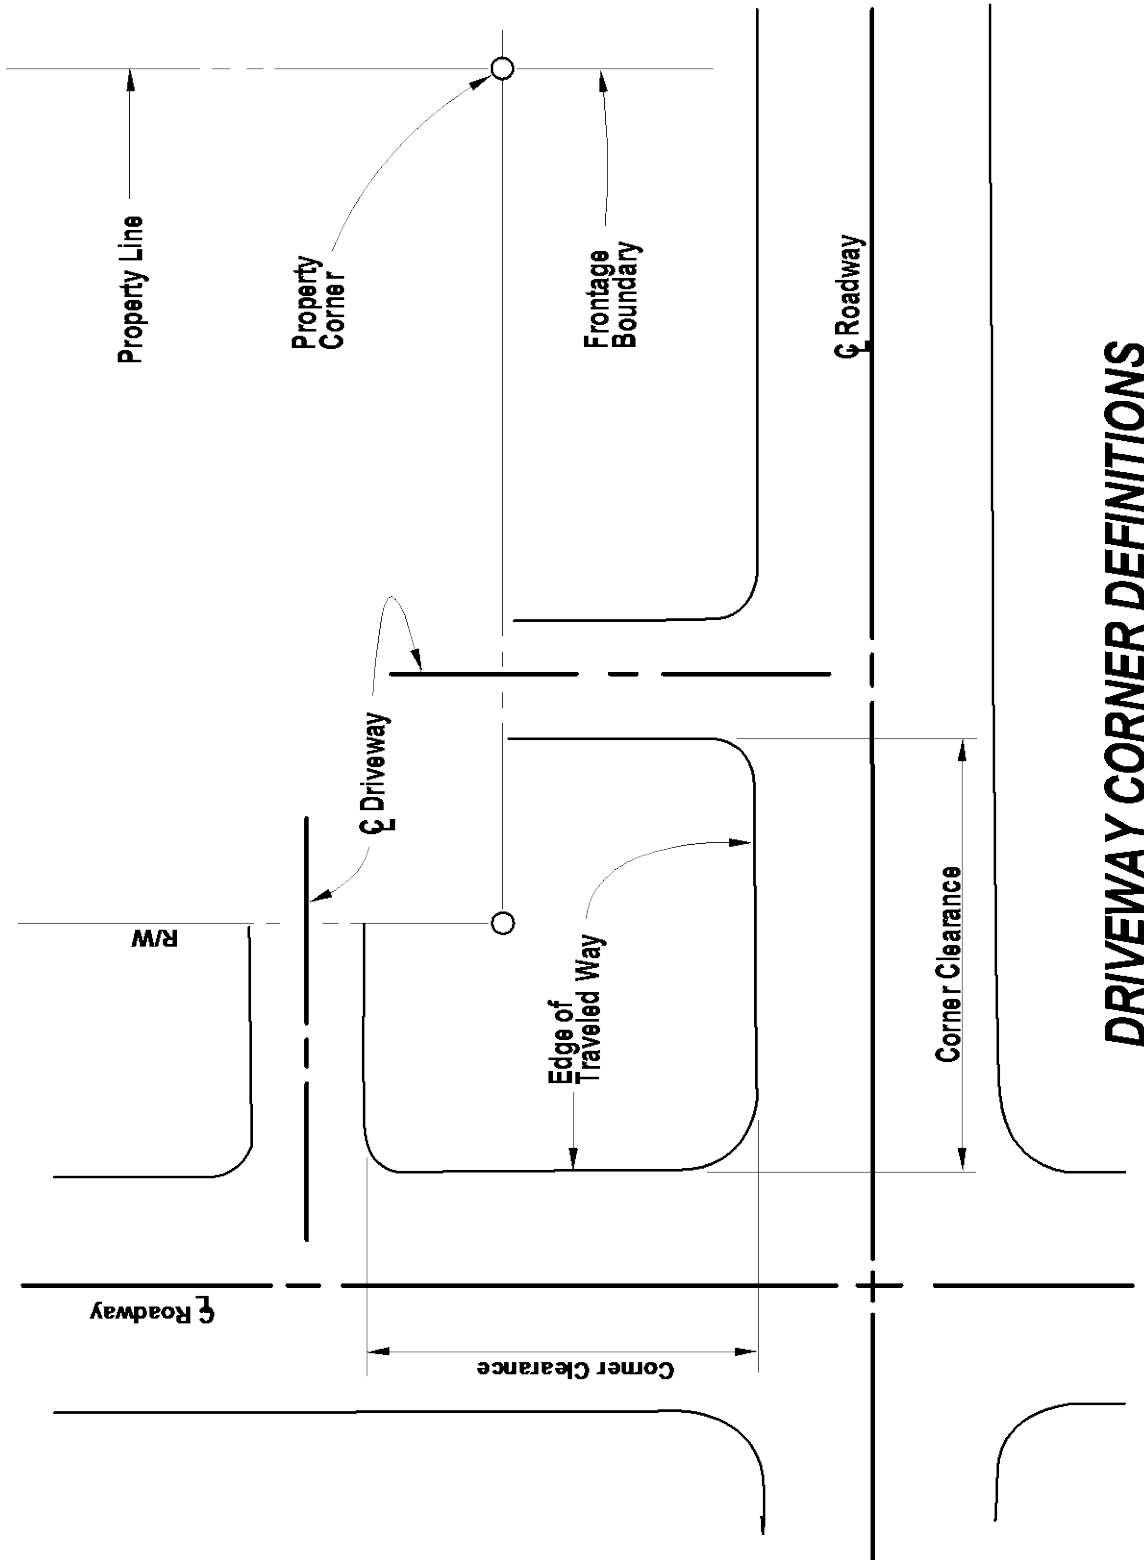 Property Line
Property
Corner
Frontage
Boundary
℄ Roadway
℄ Driveway
R/W
Edge of
Traveled Way
Corner Clearance
℄ Roadway
Corner Clearance
DRIVEWAY CORNER DEFINITIONS